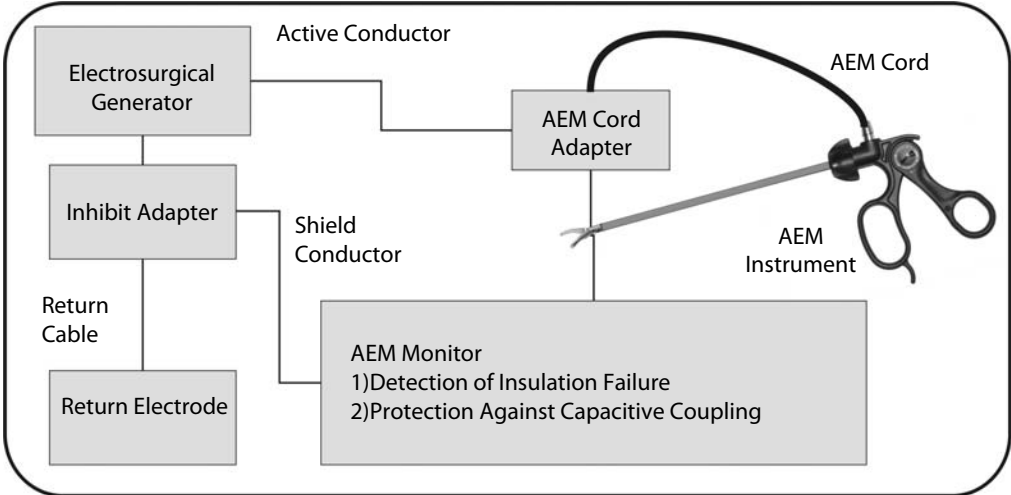 Active Conductor
Electrosurgical
Generator
AEM Cord
AEM Cord
Adapter
Inhibit Adapter
Shield
Conductor
AEM
Instrument
Return
Cable
AEM Monitor
1)Detection of Insulation Failure
2)Protection Against Capacitive Coupling
Return Electrode